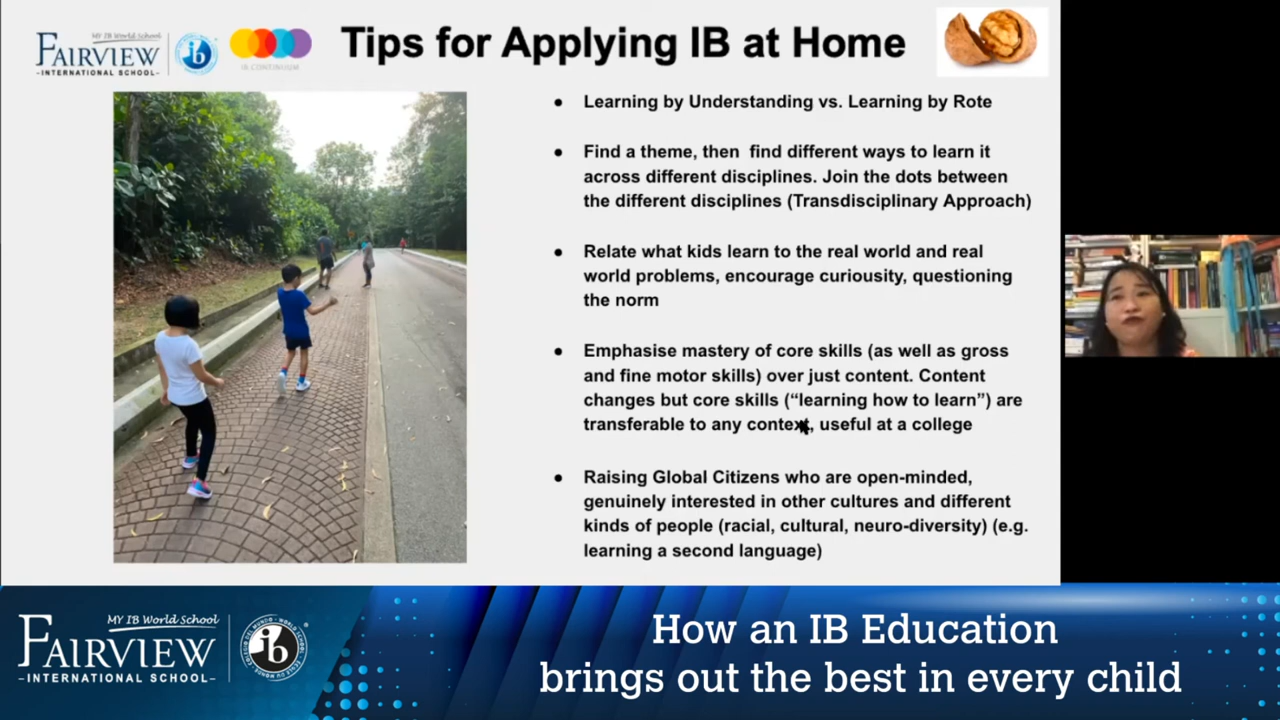 MY IB World School
FAIRVIEW
INTERNATIONAL SCHOOL
ib
IB CONTINUUM
Tips for Applying IB at Home
● Learning by Understanding vs. Learning by Rote
● Find a theme, then find different ways to learn it
across different disciplines. Join the dots between
the different disciplines (Transdisciplinary Approach)
● Relate what kids learn to the real world and real
world problems, encourage curiousity, questioning
the norm
● Emphasise mastery of core skills (as well as gross
and fine motor skills) over just content. Content
changes but core skills (“learning how to learn”) are
transferable to any context, useful at a college
● Raising Global Citizens who are open-minded,
genuinely interested in other cultures and different
kinds of people (racial, cultural, neuro-diversity) (e.g.
learning a second language)
MY IB World School
FAIRVIEW
INTERNATIONAL SCHOOL
ib
How an IB Education
brings out the best in every child